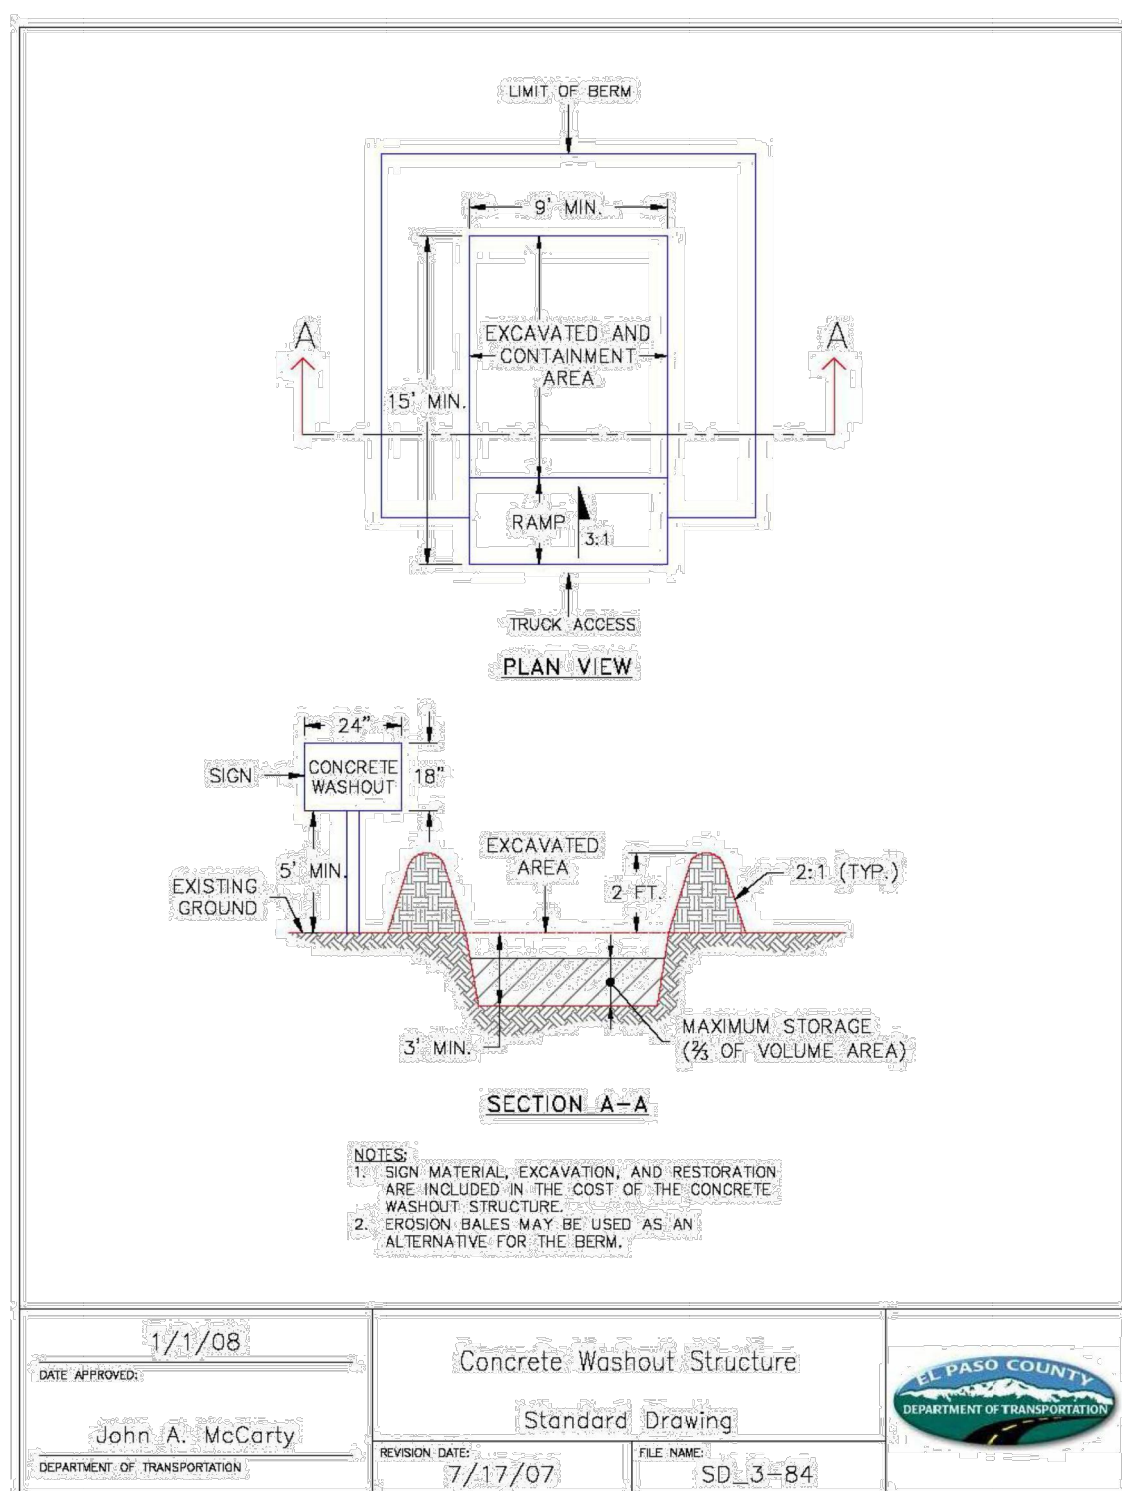 LIMIT OF BERM
9' MIN.
A
EXCAVATED AND
CONTAINMENT
AREA
A
15' MIN.
RAMP
3:1
TRUCK ACCESS
PLAN VIEW
24"
SIGN
CONCRETE
WASHOUT
18"
EXCAVATED
AREA
5' MIN.
2 FT.
2:1 (TYP.)
EXISTING
GROUND
3' MIN.
MAXIMUM STORAGE
(⅔ OF VOLUME AREA)
SECTION A-A
NOTES:
1. SIGN MATERIAL, EXCAVATION, AND RESTORATION
ARE INCLUDED IN THE COST OF THE CONCRETE
WASHOUT STRUCTURE.
2. EROSION BALES MAY BE USED AS AN
ALTERNATIVE FOR THE BERM.
1/1/08
DATE APPROVED:
John A. McCarty
DEPARTMENT OF TRANSPORTATION
Concrete Washout Structure
Standard Drawing
REVISION DATE:
7/17/07
FILE NAME:
SD_3-84
EL PASO COUNTY
DEPARTMENT OF TRANSPORTATION